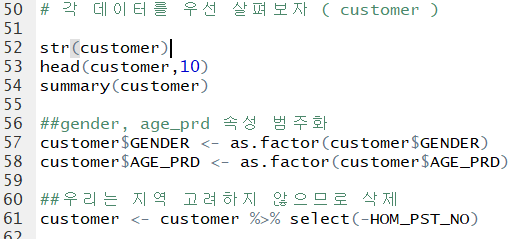 50 # 각 데이터를 우선 살펴보자 ( customer )
51
52 str(customer)
53 head(customer,10)
54 summary(customer)
55
56 ##gender, age_prd 속성 범주화
57 customer$GENDER <- as.factor(customer$GENDER)
58 customer$AGE_PRD <- as.factor(customer$AGE_PRD)
59
60 ##우리는 지역 고려하지 않으므로 삭제
61 customer <- customer %>% select(-HOM_PST_NO)
62